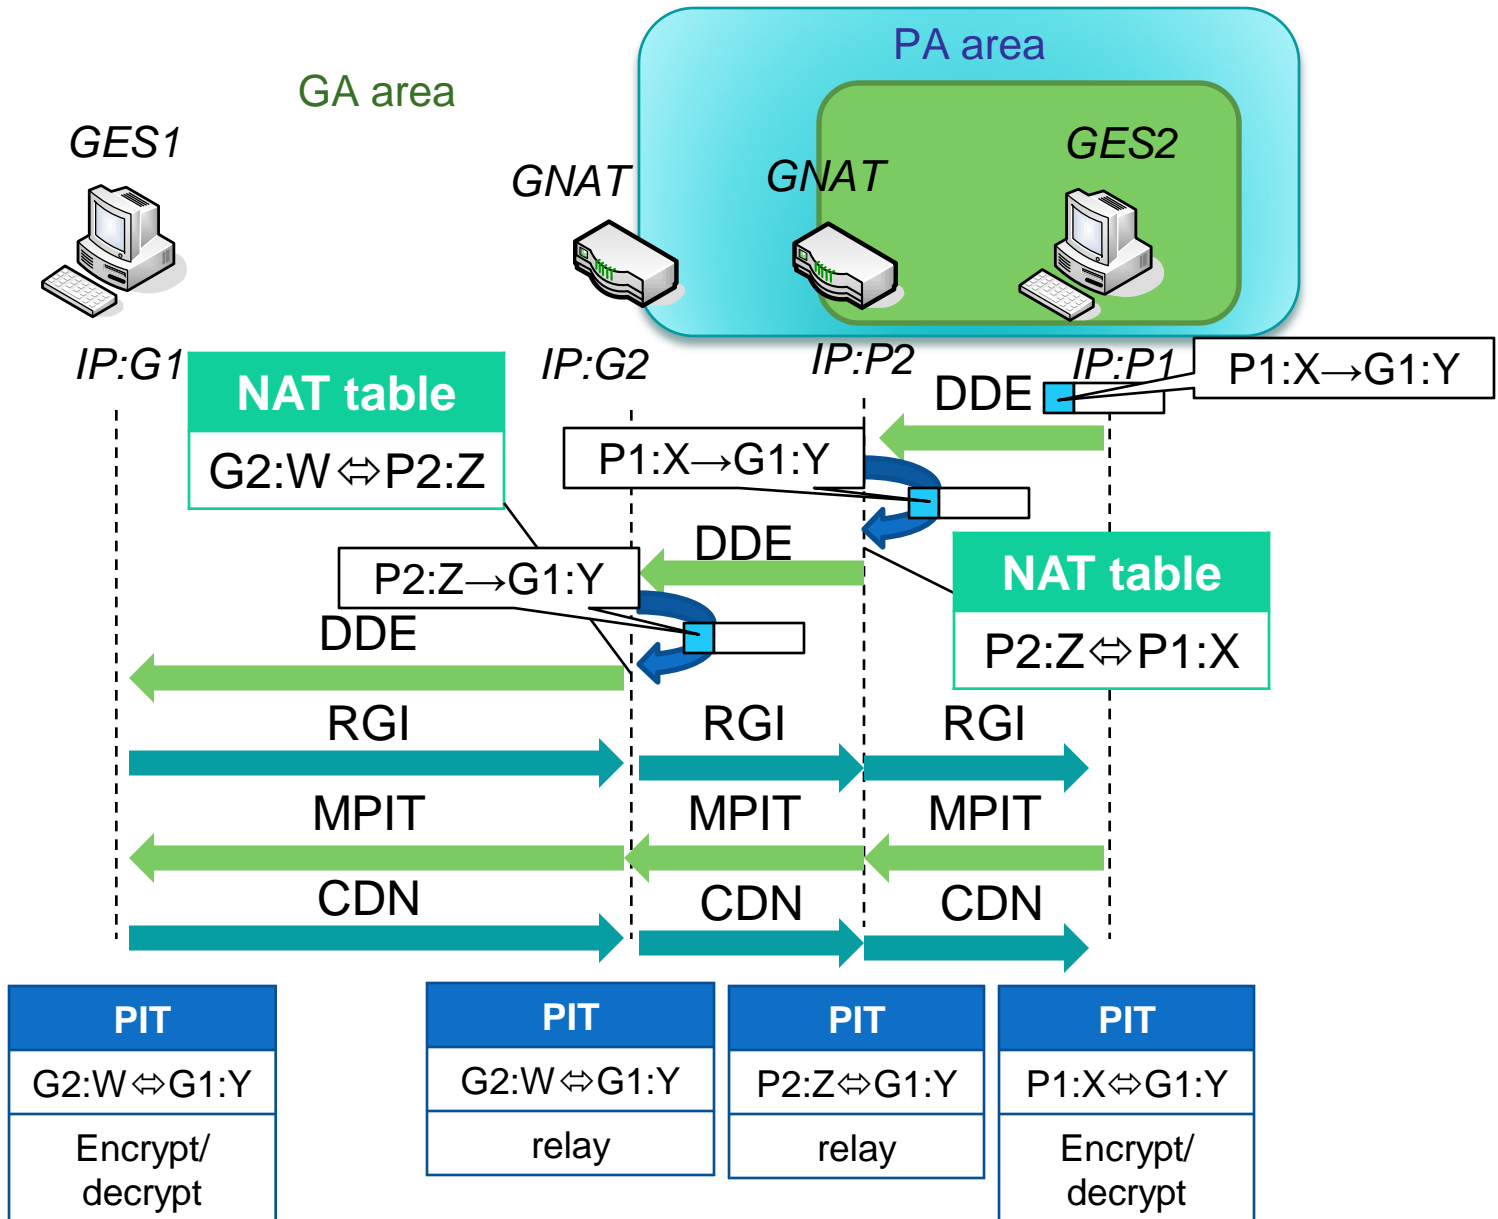 PA area
GA area
GES1
GNAT
GNAT
GES2
IP:G1
IP:G2
IP:P2
IP:P1
P1:X→G1:Y
NAT table
G2:W⇔P2:Z
DDE
P1:X→G1:Y
DDE
P2:Z→G1:Y
NAT table
P2:Z⇔P1:X
DDE
RGI
RGI
RGI
MPIT
MPIT
MPIT
CDN
CDN
CDN
PIT
G2:W⇔G1:Y
Encrypt/
decrypt
PIT
G2:W⇔G1:Y
relay
PIT
P2:Z⇔G1:Y
relay
PIT
P1:X⇔G1:Y
Encrypt/
decrypt